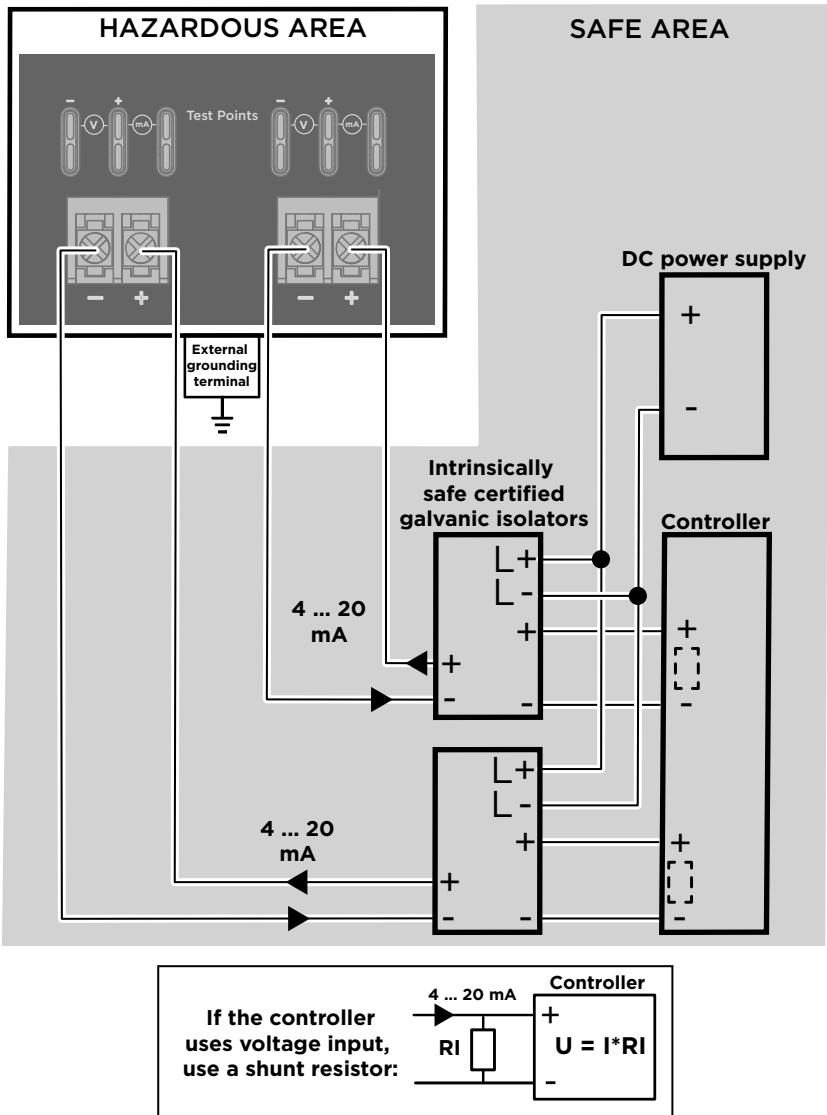 HAZARDOUS AREA
SAFE AREA
- + - +
V mA Test Points V mA
- + - +
External
grounding
terminal
DC power supply
+
-
Intrinsically
safe certified
galvanic isolators
Controller
L+
L-
+
-
+
-
4 ... 20
mA
+
-
L+
L-
+
-
+
-
4 ... 20
mA
+
-
If the controller
uses voltage input,
use a shunt resistor:
4 ... 20 mA
RI
Controller
+
U = I*RI
-